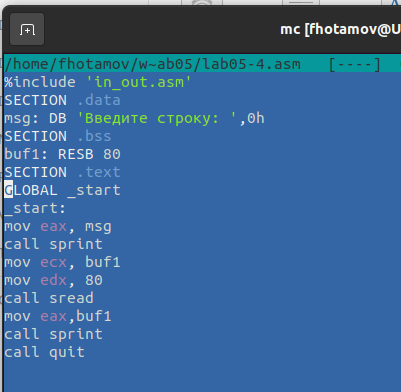 mc [fhotamov@U
/home/fhotamov/w~ab05/lab05-4.asm [----]
%include 'in_out.asm'
SECTION .data
msg: DB 'Введите строку: ',0h
SECTION .bss
buf1: RESB 80
SECTION .text
GLOBAL _start
_start:
mov eax, msg
call sprint
mov ecx, buf1
mov edx, 80
call sread
mov eax,buf1
call sprint
call quit